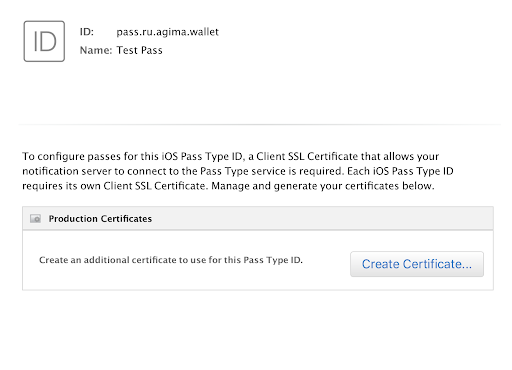 ID
ID: pass.ru.agima.wallet
Name: Test Pass
To configure passes for this iOS Pass Type ID, a Client SSL Certificate that allows your
notification server to connect to the Pass Type service is required. Each iOS Pass Type ID
requires its own Client SSL Certificate. Manage and generate your certificates below.
Production Certificates
Create an additional certificate to use for this Pass Type ID.
Create Certificate...